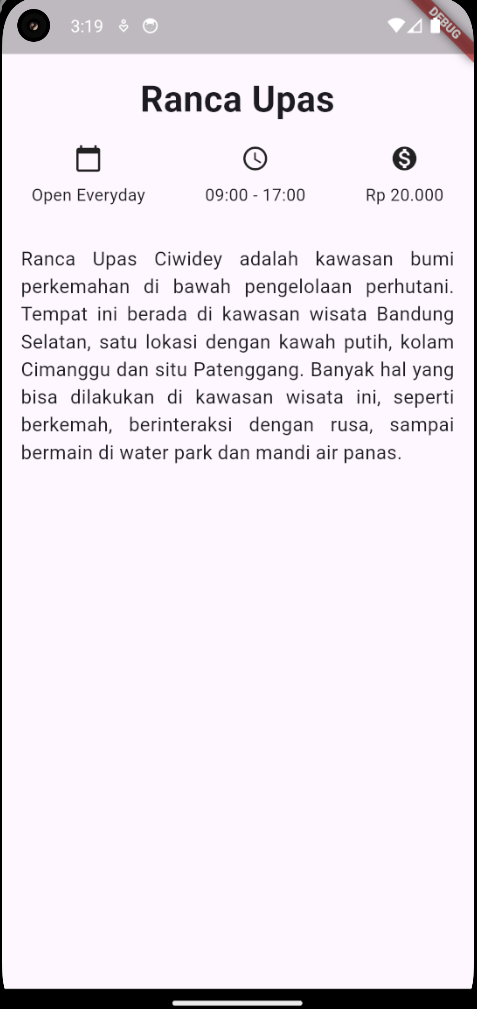 3:19
DEBUG
Ranca Upas
Open Everyday
09:00 - 17:00
Rp 20.000
Ranca Upas Ciwidey adalah kawasan bumi
perkemahan di bawah pengelolaan perhutani.
Tempat ini berada di kawasan wisata Bandung
Selatan, satu lokasi dengan kawah putih, kolam
Cimanggu dan situ Patenggang. Banyak hal yang
bisa dilakukan di kawasan wisata ini, seperti
berkemah, berinteraksi dengan rusa, sampai
bermain di water park dan mandi air panas.